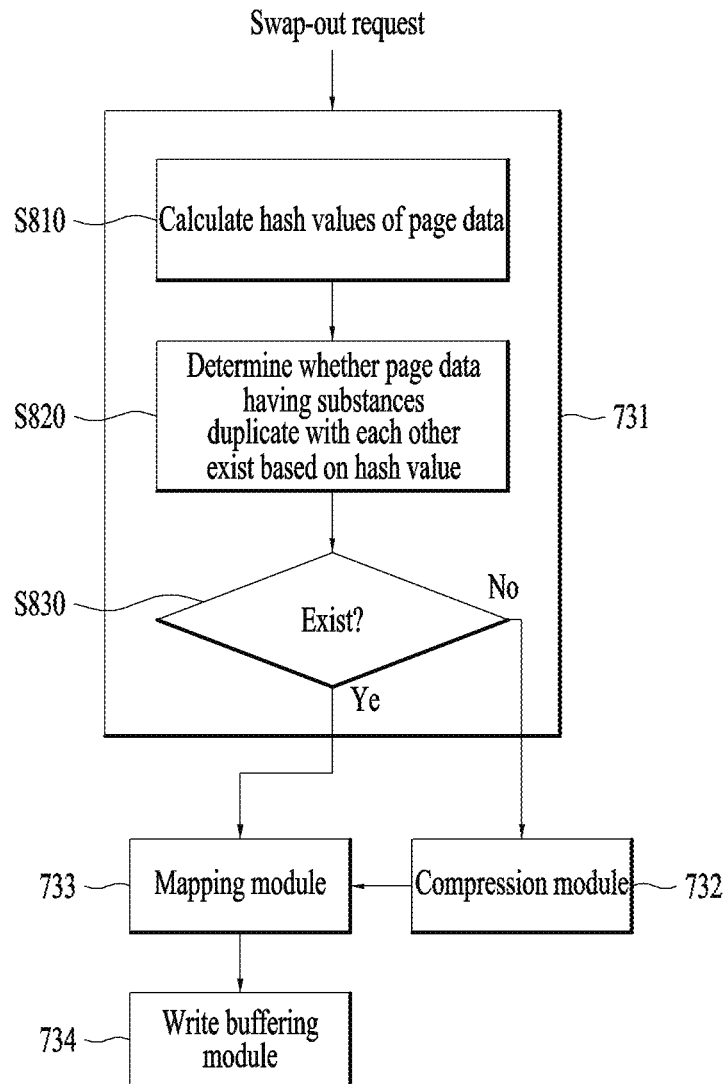 Swap-out request
S810
Calculate hash values of page data
S820
Determine whether page data
having substances
duplicate with each other
exist based on hash value
731
S830
Exist?
No
Ye
733
Mapping module
Compression module
732
734
Write buffering
module